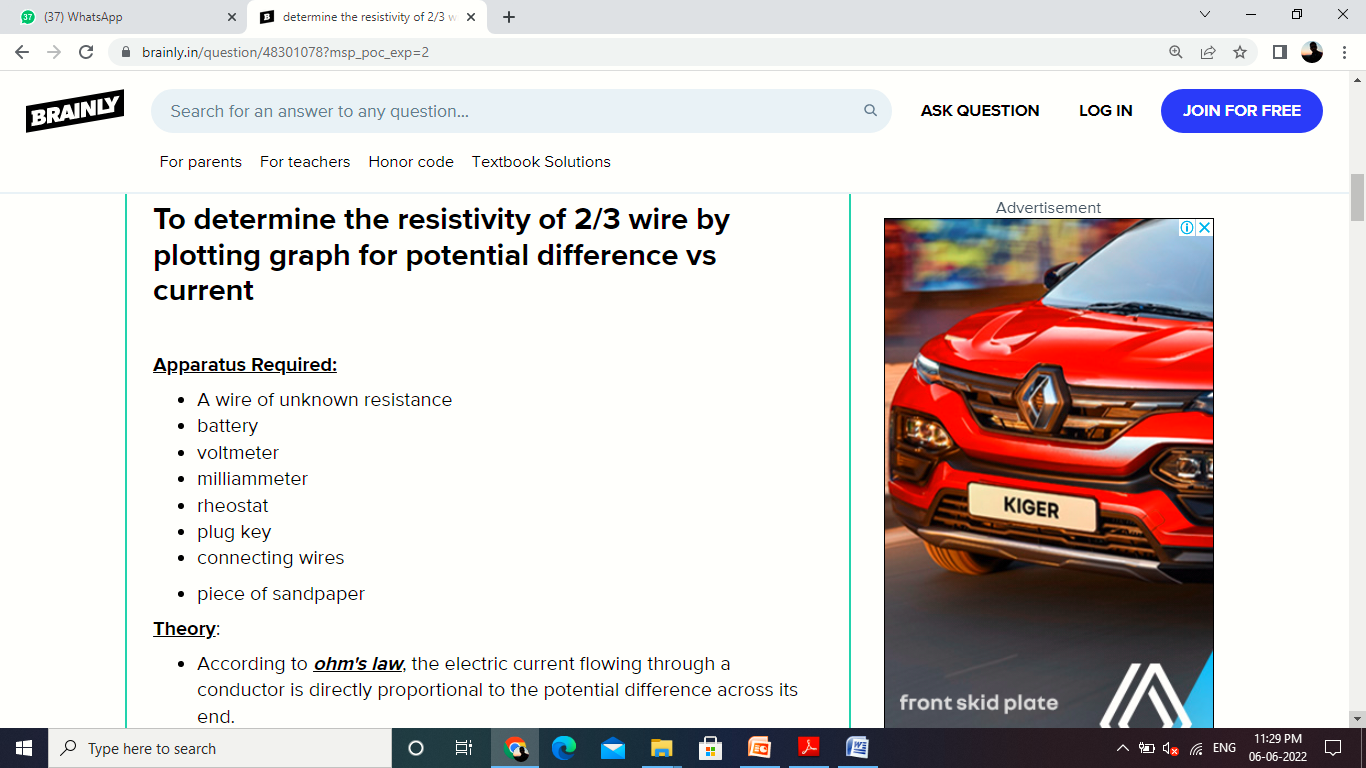 37 (37) WhatsApp
determine the resistivity of 2/3 w
brainly.in/question/48301078?msp_poc_exp=2
BRAINLY
Search for an answer to any question...
ASK QUESTION
LOG IN
JOIN FOR FREE
For parents For teachers Honor code Textbook Solutions
To determine the resistivity of 2/3 wire by
plotting graph for potential difference vs
current
Advertisement
Apparatus Required:
• A wire of unknown resistance
• battery
• voltmeter
• milliammeter
• rheostat
• plug key
• connecting wires
• piece of sandpaper
Theory:
• According to ohm's law, the electric current flowing through a
conductor is directly proportional to the potential difference across its
end.
KIGER
front skid plate
Type here to search
ENG
11:29 PM
06-06-2022